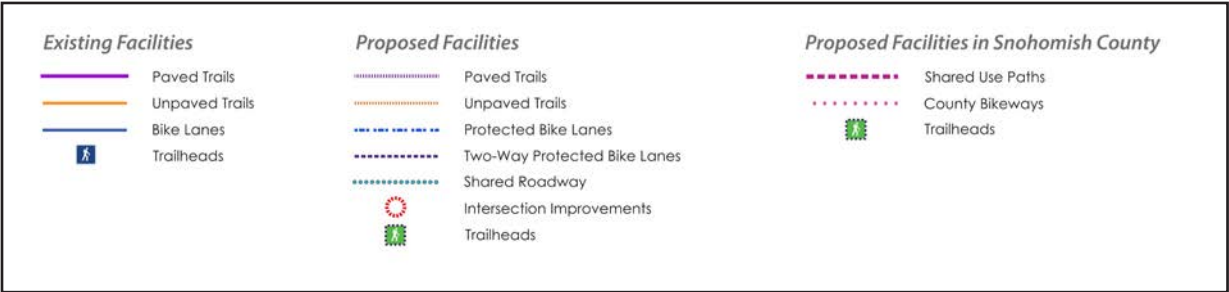 Existing Facilities
Paved Trails
Unpaved Trails
Bike Lanes
Trailheads
Proposed Facilities
Paved Trails
Unpaved Trails
Protected Bike Lanes
Two-Way Protected Bike Lanes
Shared Roadway
Intersection Improvements
Trailheads
Proposed Facilities in Snohomish County
Shared Use Paths
County Bikeways
Trailheads